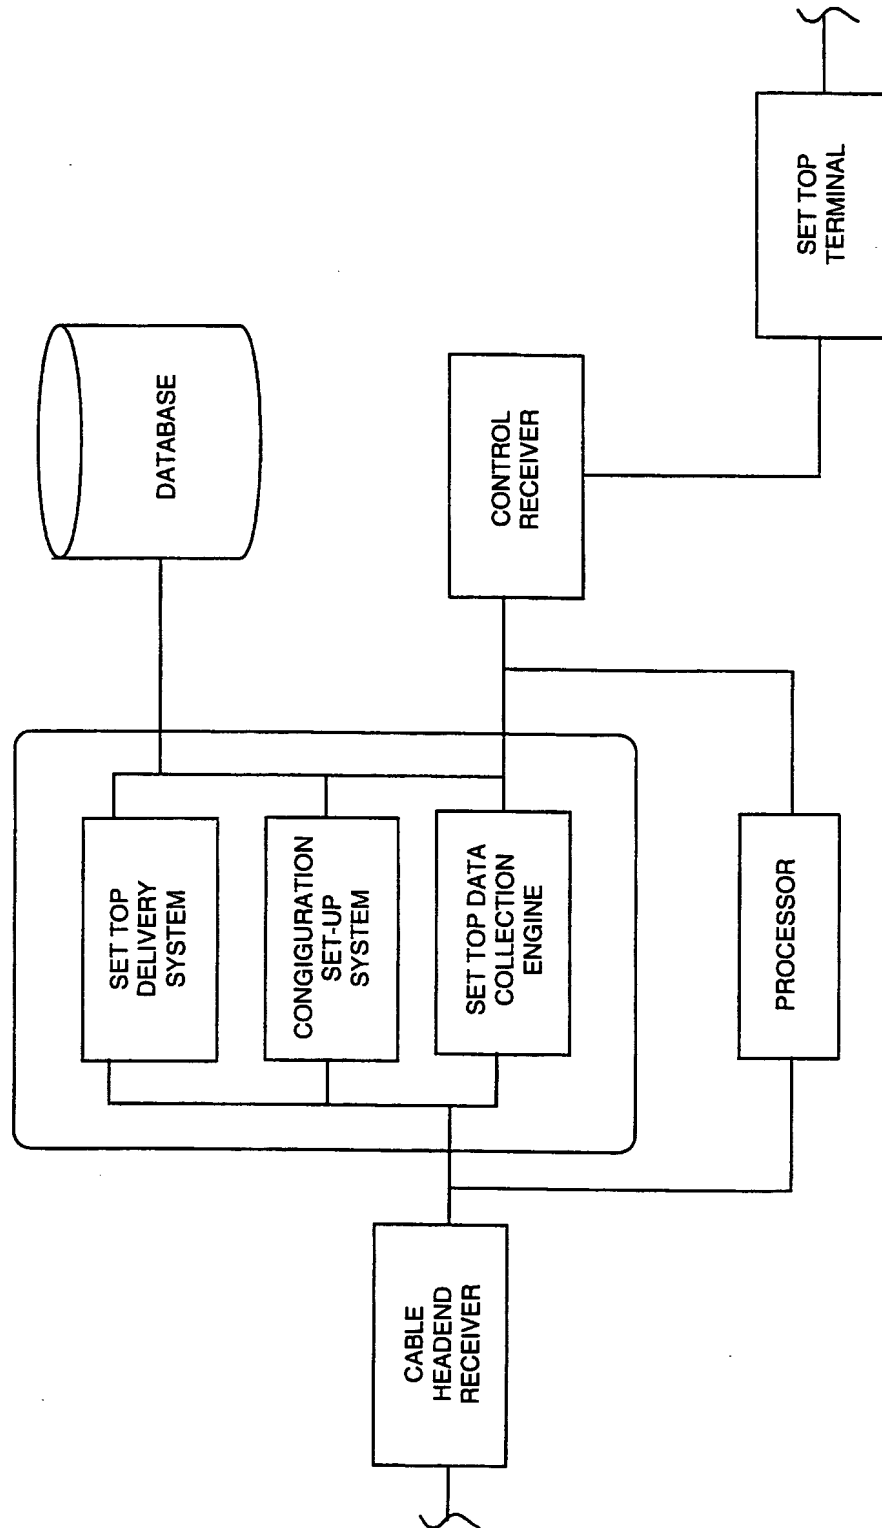 CABLE
HEADEND
RECEIVER
SET TOP
DELIVERY
SYSTEM
CONGIGURATION
SET-UP
SYSTEM
SET TOP DATA
COLLECTION
ENGINE
PROCESSOR
DATABASE
CONTROL
RECEIVER
SET TOP
TERMINAL